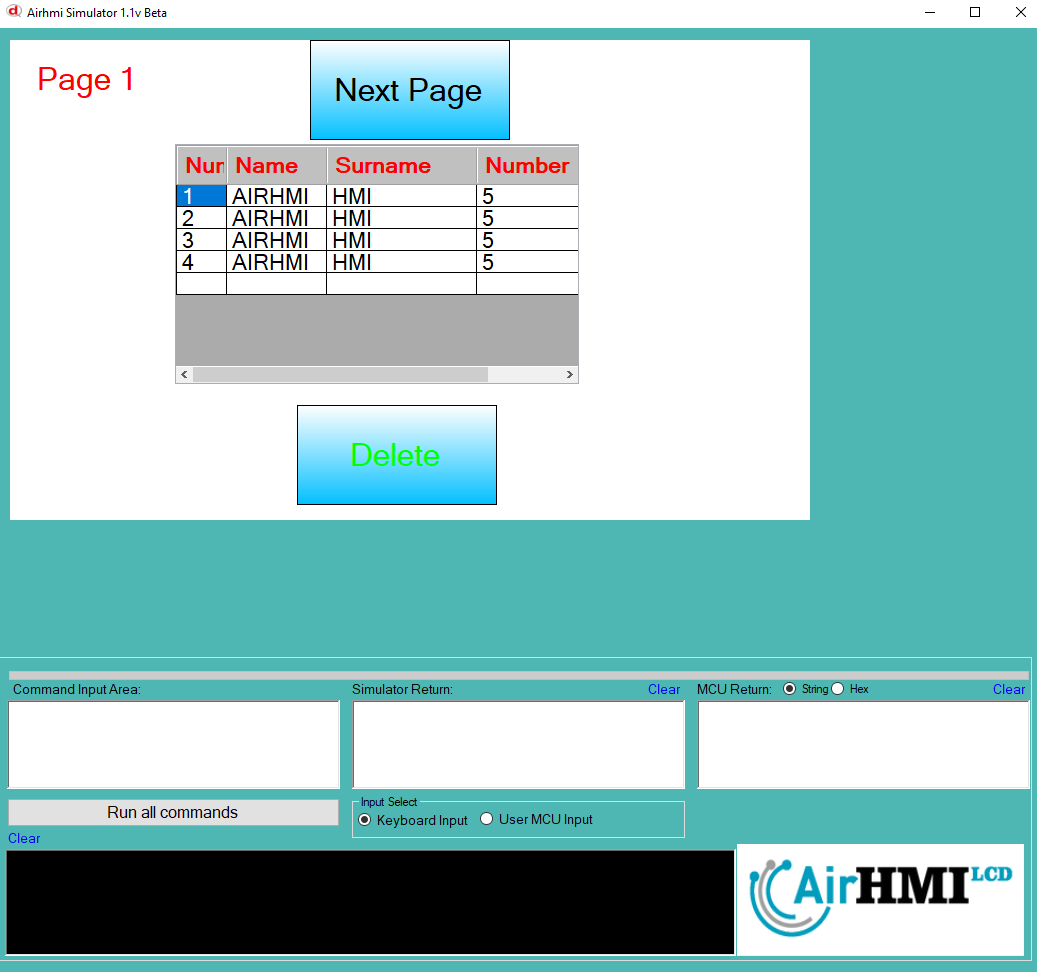 Airhmi Simulator 1.1v Beta
Page 1
Next Page
Num Name Surname Number
1 AIRHMI HMI 5
2 AIRHMI HMI 5
3 AIRHMI HMI 5
4 AIRHMI HMI 5
Delete
Command Input Area:
Simulator Return: Clear
MCU Return: String Hex Clear
Run all commands
Input Select
Keyboard Input User MCU Input
Clear
AirHMI LCD